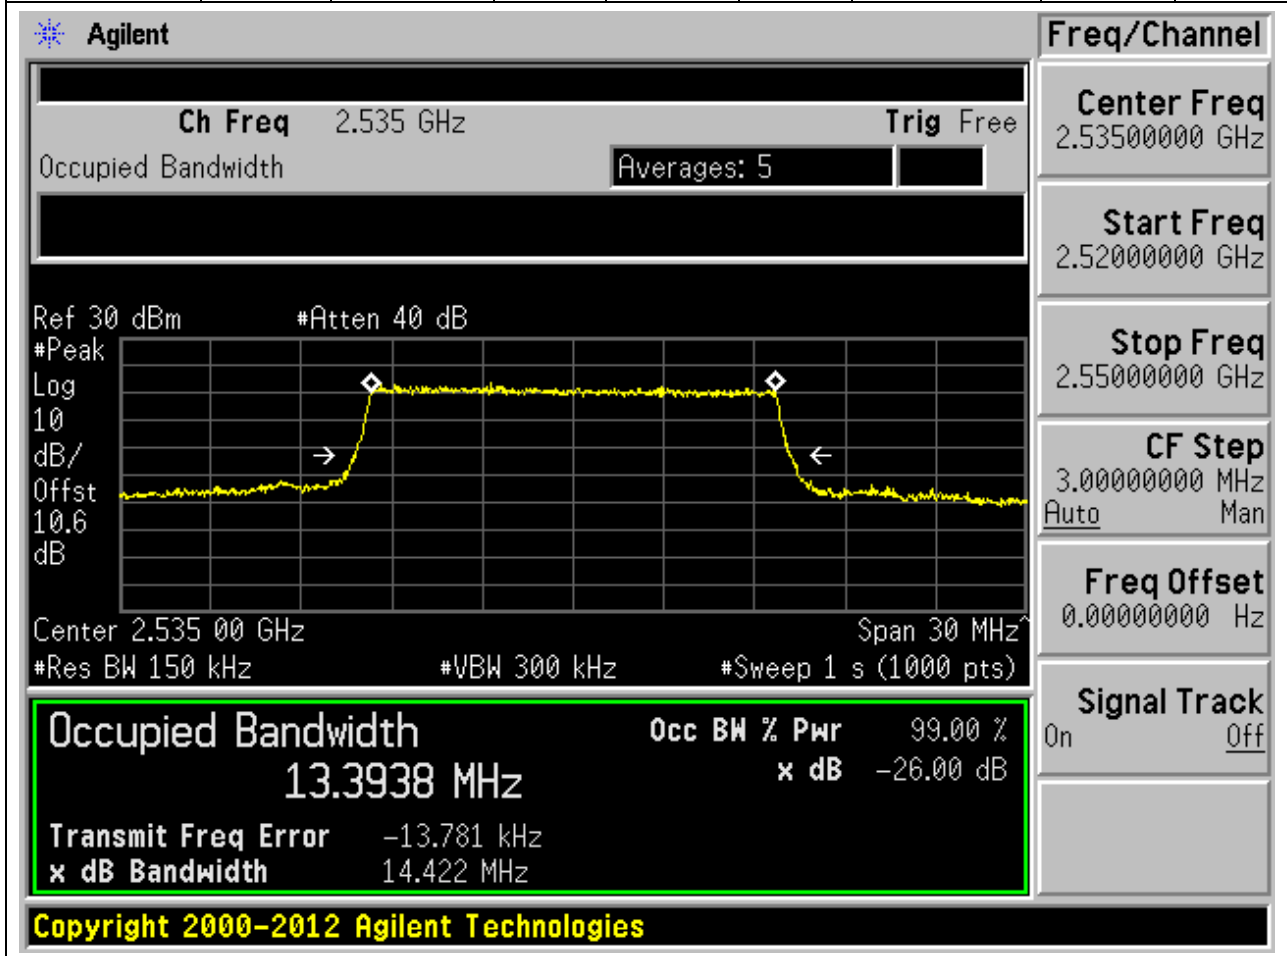 Agilent
Freq/Channel
Ch Freq 2.535 GHz Trig Free
Occupied Bandwidth Averages: 5
Center Freq
2.53500000 GHz
Start Freq
2.52000000 GHz
Stop Freq
2.55000000 GHz
CF Step
3.00000000 MHz
Auto Man
Freq Offset
0.00000000 Hz
Signal Track
On Off
Ref 30 dBm #Atten 40 dB
#Peak
Log
10
dB/
Offst
10.6
dB
Center 2.535 00 GHz Span 30 MHz^
#Res BW 150 kHz #VBW 300 kHz #Sweep 1 s (1000 pts)
Occupied Bandwidth
13.3938 MHz
Occ BW % Pwr 99.00 %
x dB -26.00 dB
Transmit Freq Error -13.781 kHz
x dB Bandwidth 14.422 MHz
Copyright 2000-2012 Agilent Technologies